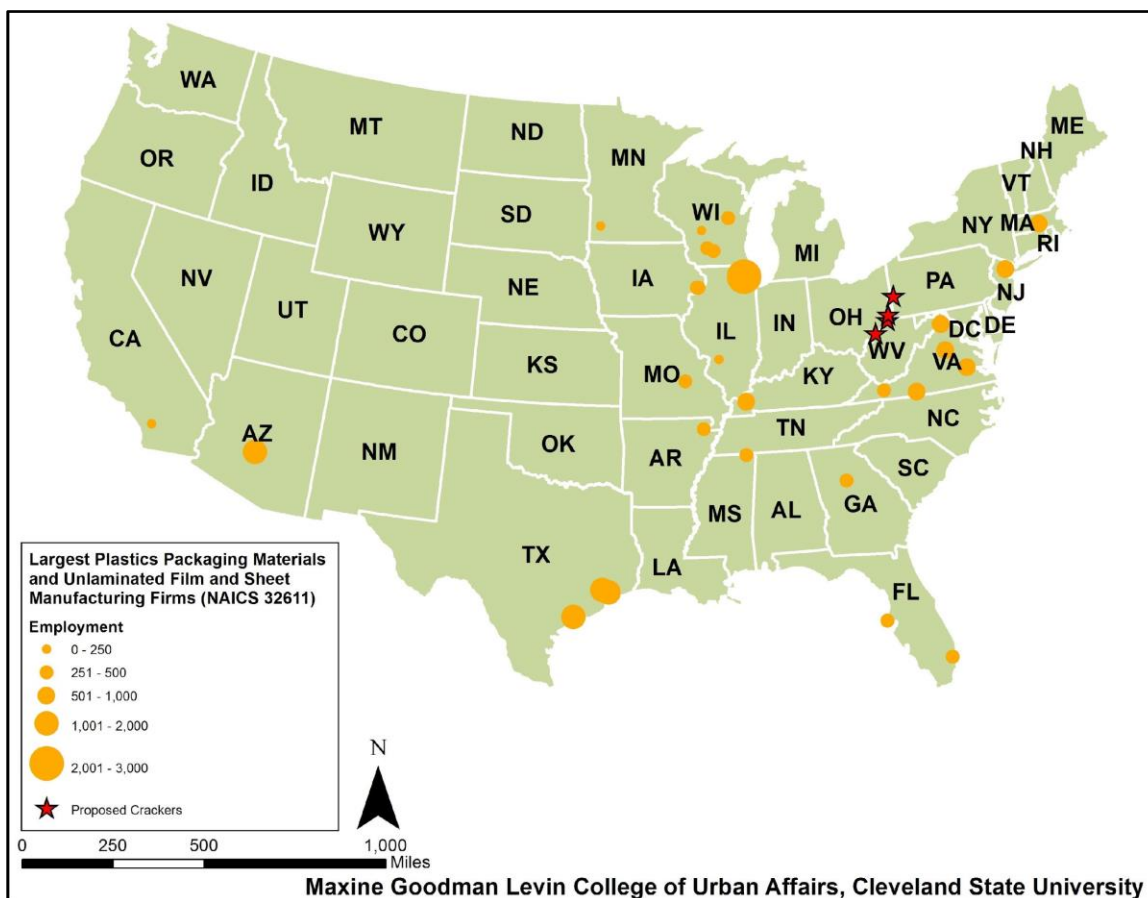 WA
MT
ND
MN
ME
OR
ID
SD
WI
NH
VT
WY
MI
NY
MA
RI
NV
NE
IA
PA
NJ
UT
CO
IL
IN
OH
DE
DC
WV
CA
KS
MO
KY
VA
AZ
NM
OK
AR
TN
NC
SC
MS
AL
GA
TX
LA
FL
Largest Plastics Packaging Materials
and Unlaminated Film and Sheet
Manufacturing Firms (NAICS 32611)
Employment
0 - 250
251 - 500
501 - 1,000
1,001 - 2,000
2,001 - 3,000
Proposed Crackers
N
0 250 500 1,000
Miles
Maxine Goodman Levin College of Urban Affairs, Cleveland State University